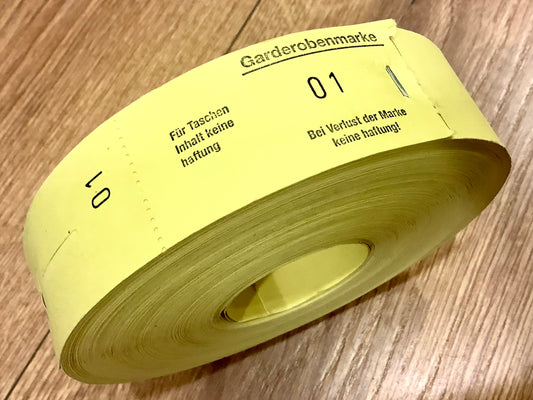 Garderobenmarke
01
Für Taschen
Inhalt keine
haftung
Bei Verlust der Marke
keine haftung!
01